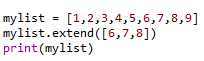 mylist = [1,2,3,4,5,6,7,8,9]
mylist.extend([6,7,8])
print(mylist)